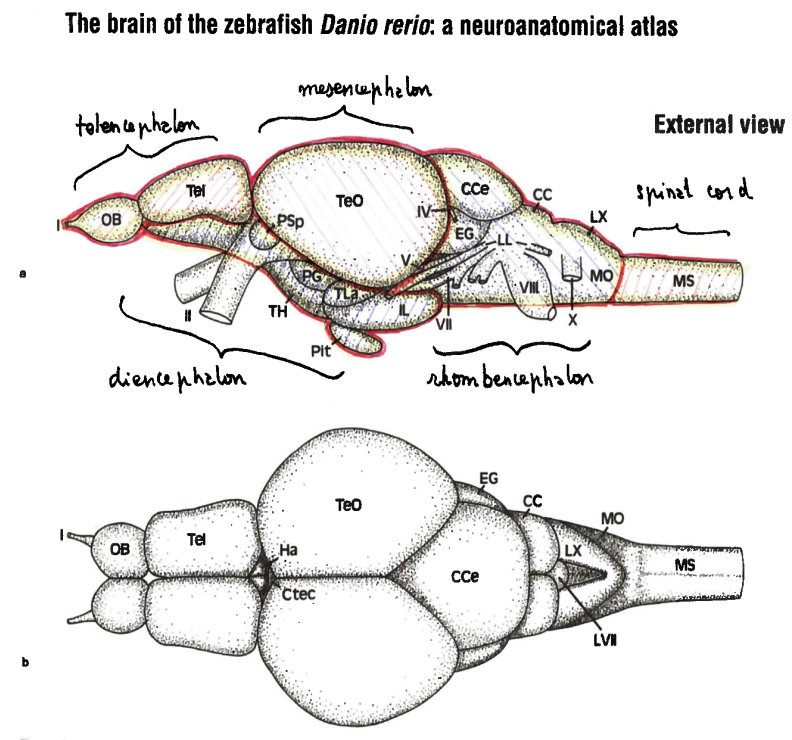 The brain of the zebrafish Danio rerio: a neuroanatomical atlas
mesencephalon
telencephalon
External view
spinal cord
Tel
TeO
CCe
CC
LX
I
OB
PSp
IV
EG
LL
V
MO
MS
a
PG
TLa
VIII
II
TH
IL
VII
X
Pit
diencephalon
rhombencephalon
EG
TeO
CC
MO
I
OB
Tel
Ha
LX
MS
CCe
Ctec
LVII
b